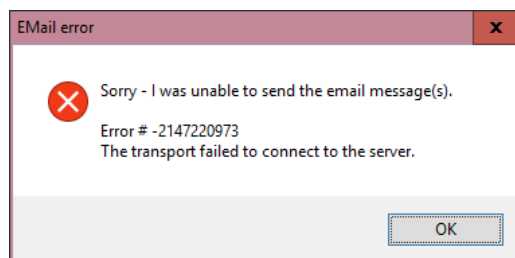 EMail error
x
Sorry - I was unable to send the email message(s).
Error # -2147220973
The transport failed to connect to the server.
OK